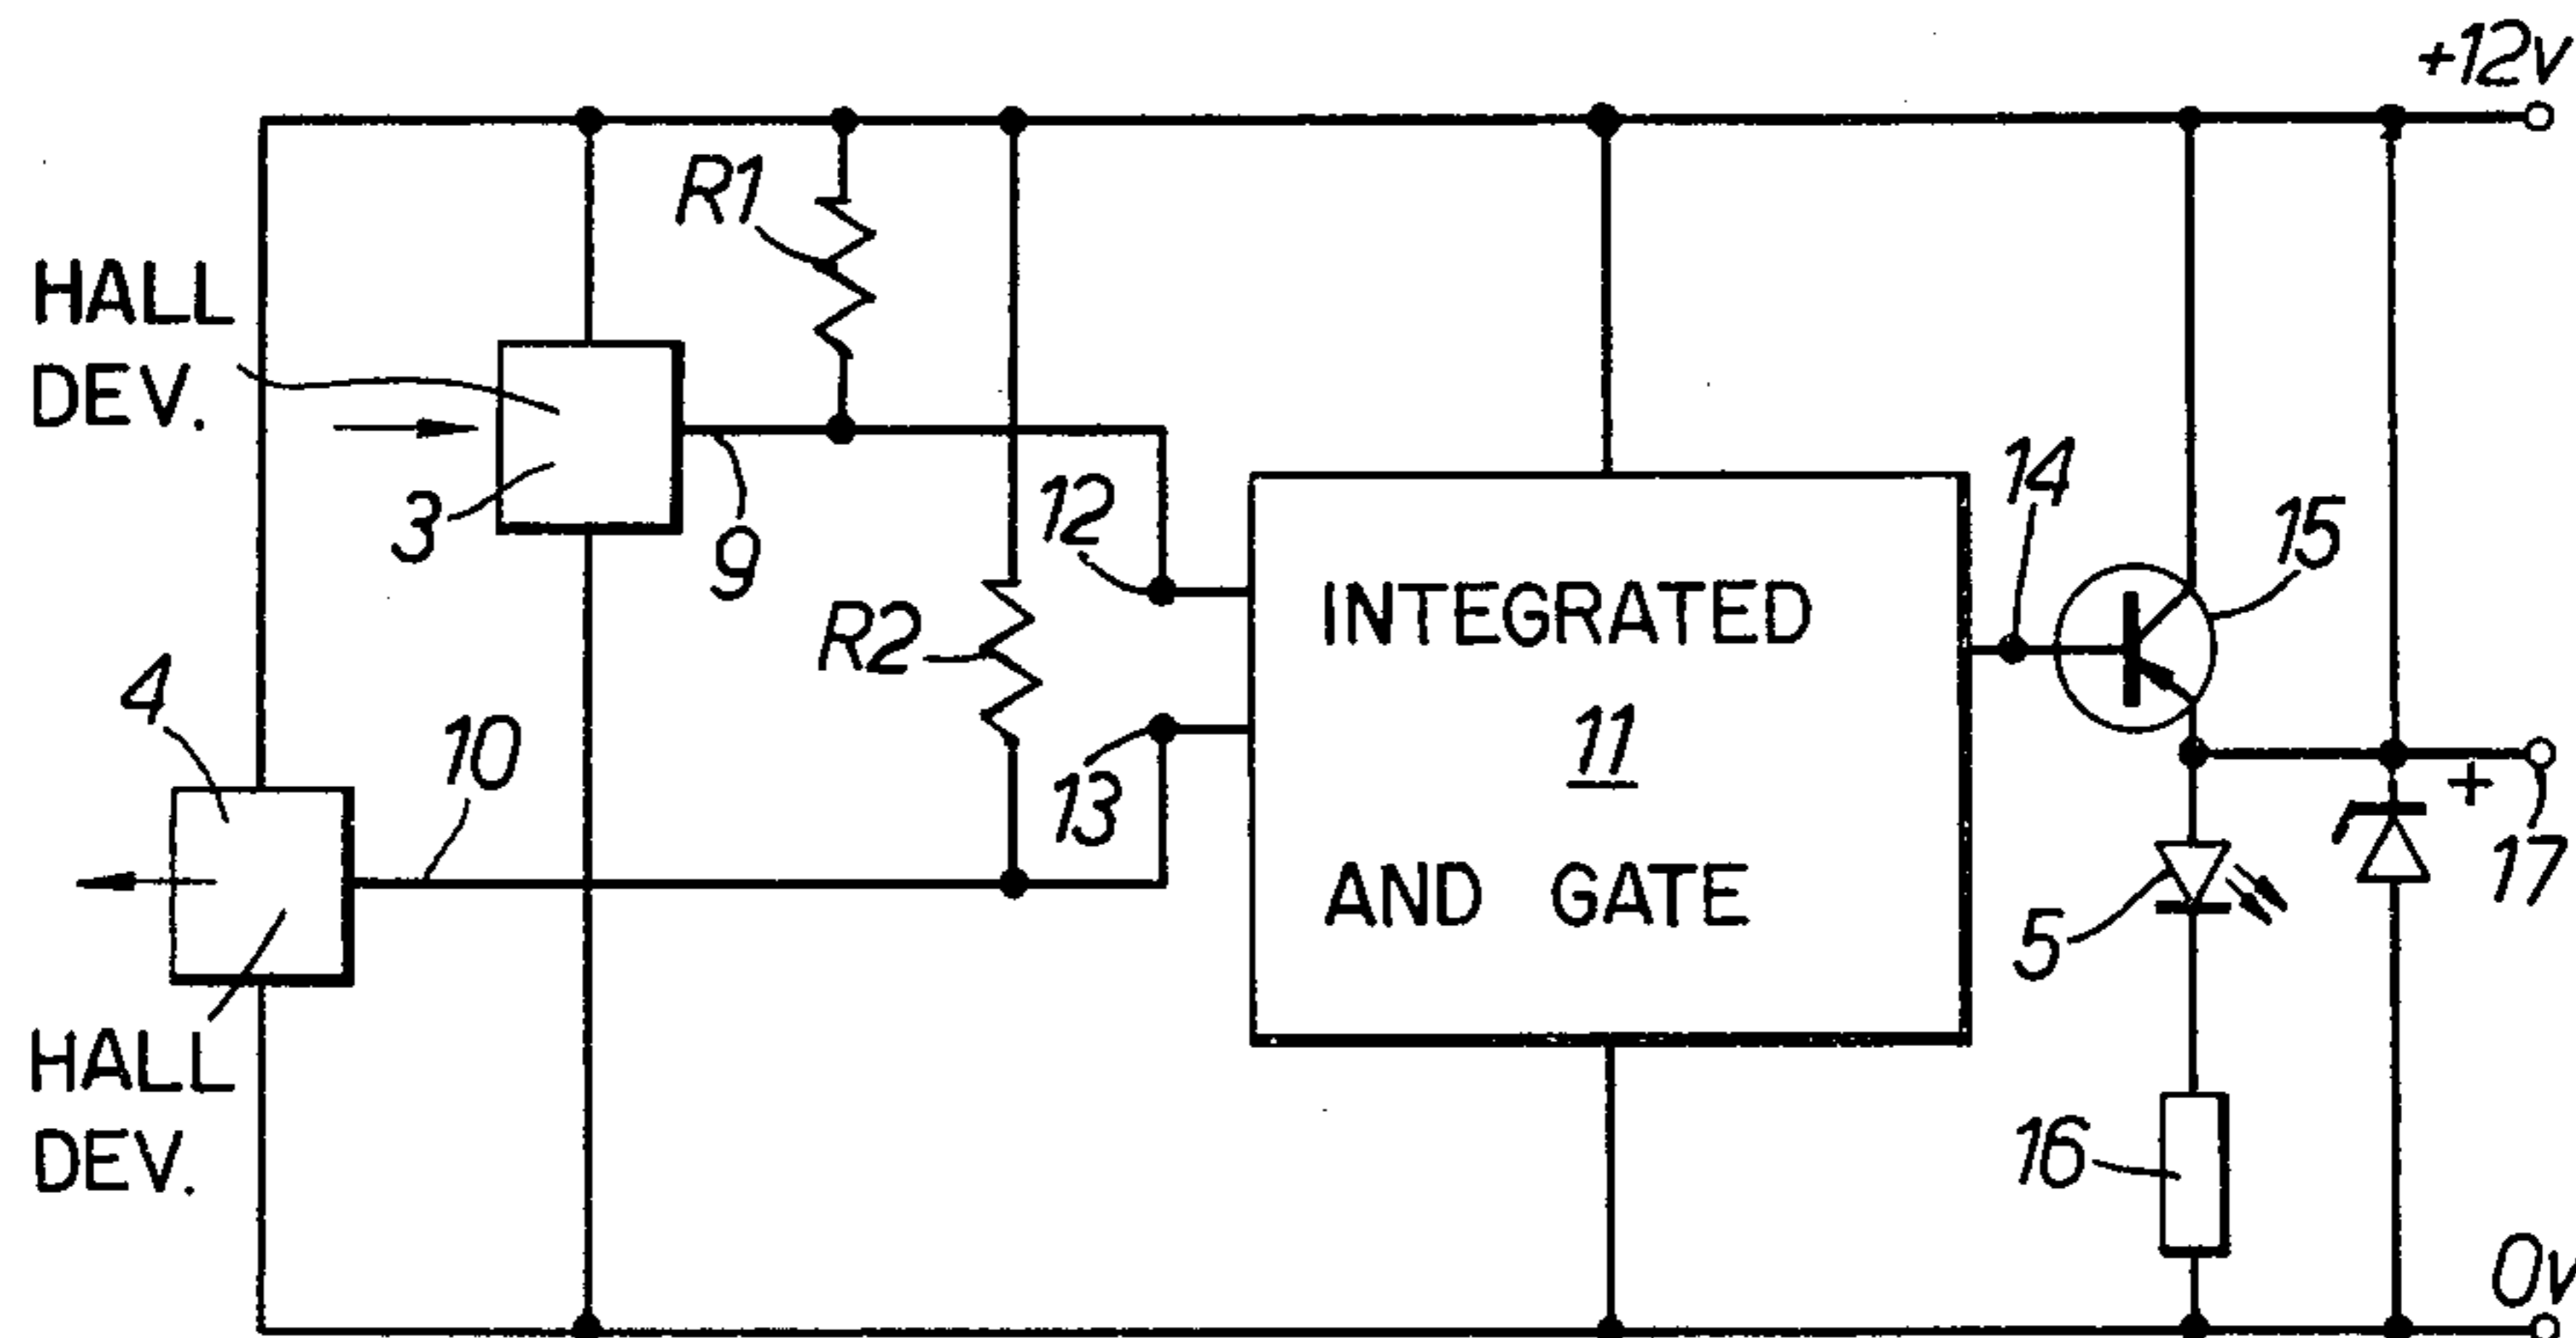 +12v
R1
HALL
DEV.
3
9
12
14
15
INTEGRATED
11
AND GATE
R2
4
10
13
+
17
5
HALL
DEV.
16
0v